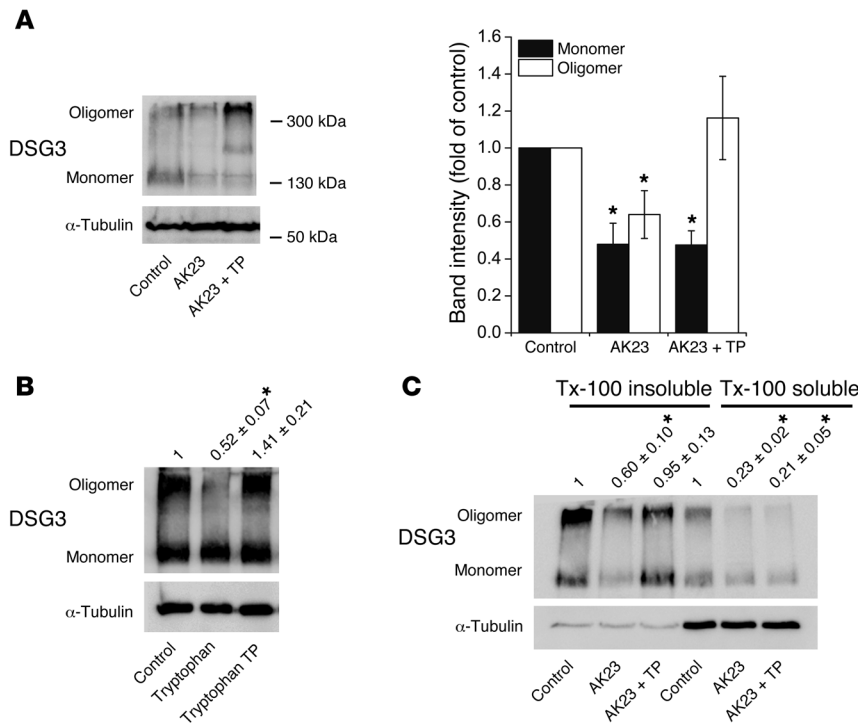 A
Oligomer
DSG3
Monomer
α-Tubulin
300 kDa
130 kDa
50 kDa
Control
AK23
AK23 + TP
Band intensity (fold of control)
1.6
1.4
1.2
1.0
0.8
0.6
0.4
0.2
0.0
Monomer
Oligomer
*
*
*
Control
AK23
AK23 + TP
B
1
0.52 ± 0.07*
1.41 ± 0.21
Oligomer
DSG3
Monomer
α-Tubulin
Control
Tryptophan
Tryptophan TP
C
Tx-100 insoluble
Tx-100 soluble
1
0.60 ± 0.10*
0.95 ± 0.13
1
0.23 ± 0.02*
0.21 ± 0.05*
Oligomer
DSG3
Monomer
α-Tubulin
Control
AK23
AK23 + TP
Control
AK23
AK23 + TP